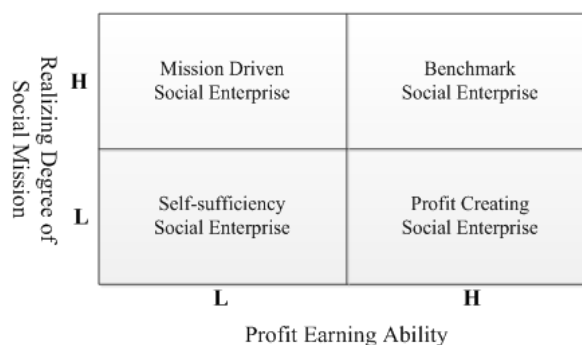 Realizing Degree of
Social Mission
H
Mission Driven
Social Enterprise
Benchmark
Social Enterprise
L
Self-sufficiency
Social Enterprise
Profit Creating
Social Enterprise
L
H
Profit Earning Ability